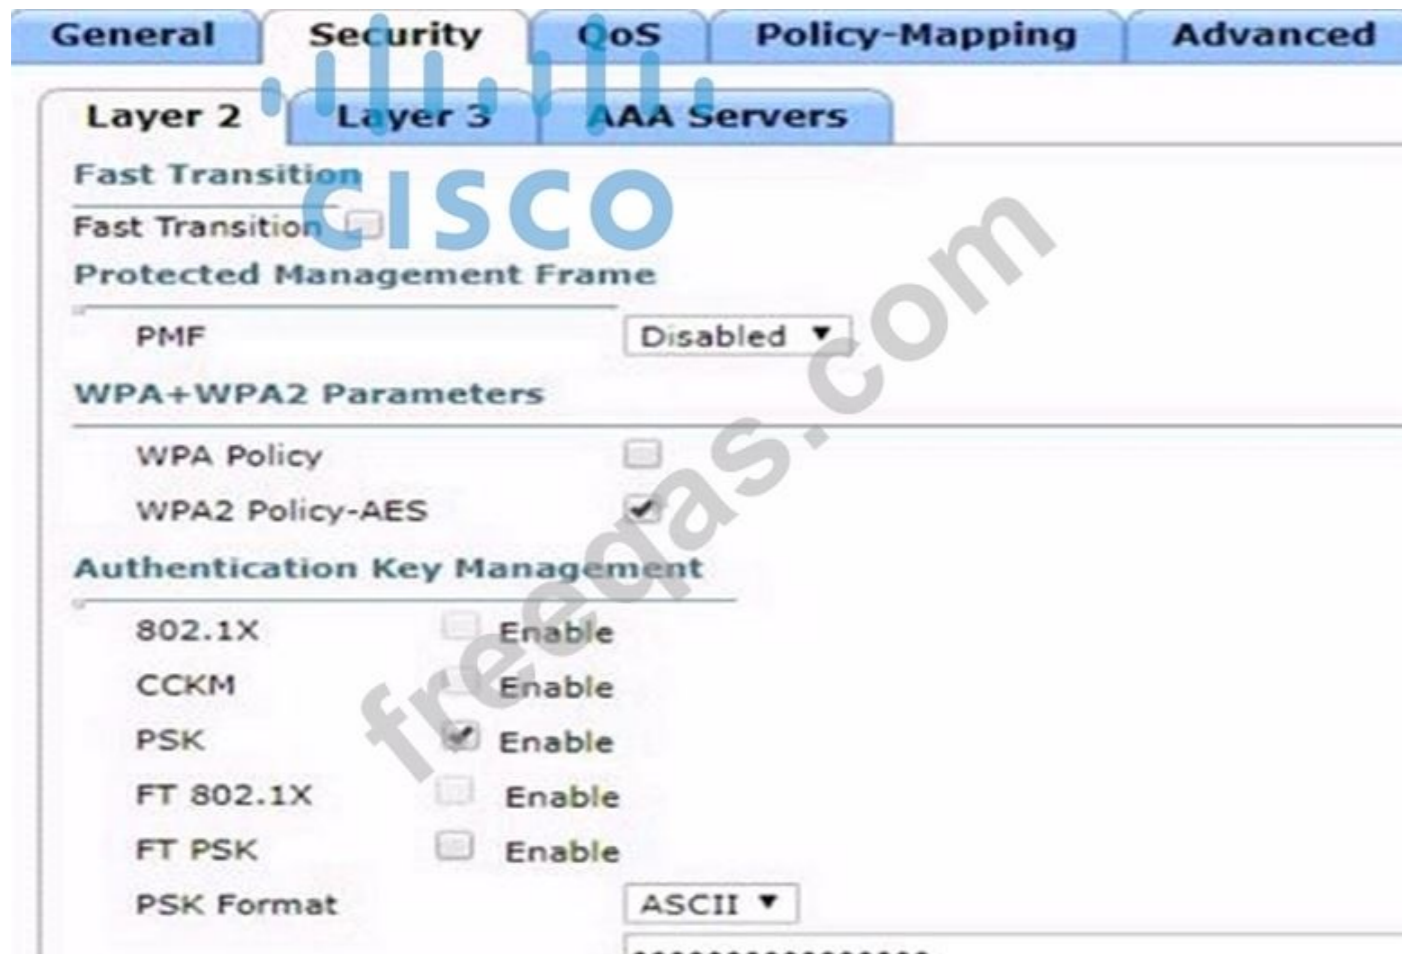 General Security QoS Policy-Mapping Advanced
Layer 2 Layer 3 AAA Servers
CISCO
Fast Transition
Fast Transition
Protected Management Frame
PMF Disabled
WPA+WPA2 Parameters
WPA Policy
WPA2 Policy-AES
Authentication Key Management
802.1X Enable
CCKM Enable
PSK Enable
FT 802.1X Enable
FT PSK Enable
PSK Format ASCII
freeqas.com